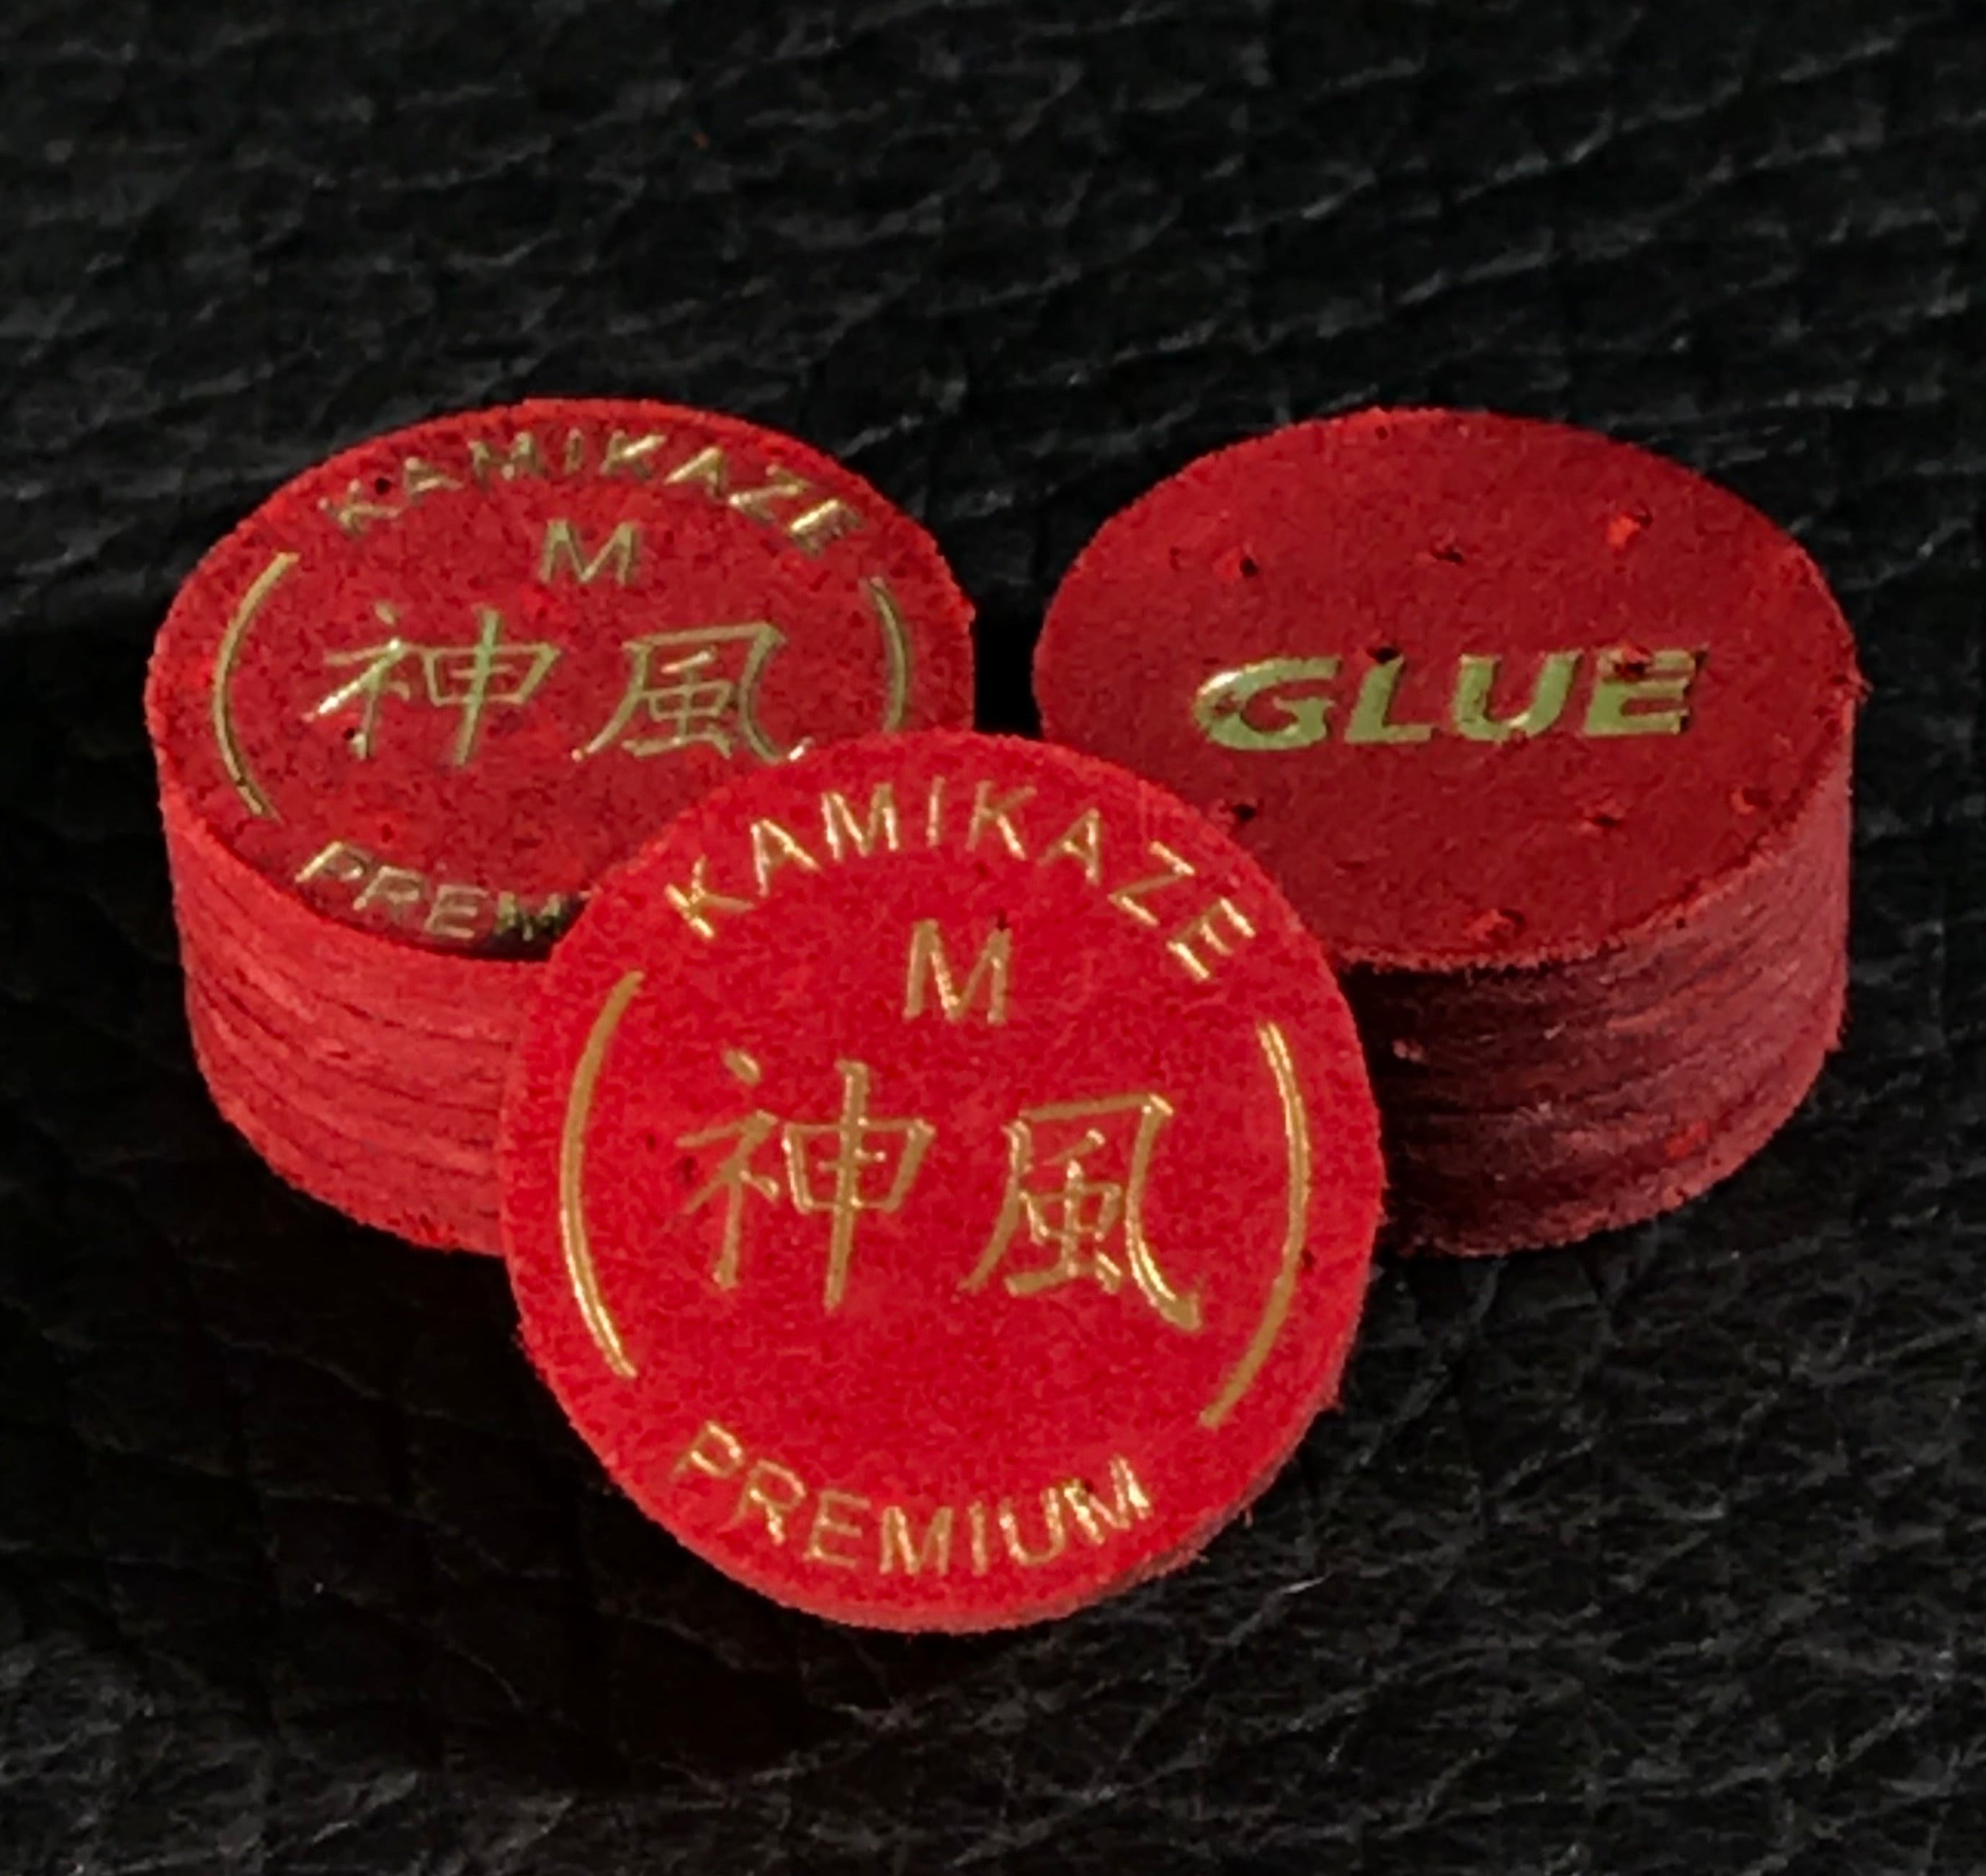 KAMIKAZE
M
神風
PREM
GLUE
KAMIKAZE
M
神風
PREMIUM